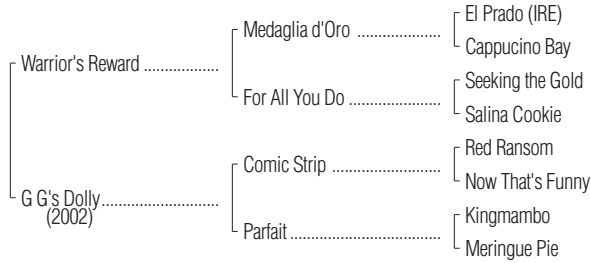 El Prado (IRE)
Medaglia d'Oro ..................
Cappucino Bay
Warrior's Reward ..................
Seeking the Gold
For All You Do ....................
Salina Cookie
Red Ransom
Comic Strip .......................
Now That's Funny
G G's Dolly............................
(2002)
Kingmambo
Parfait.................................
Meringue Pie